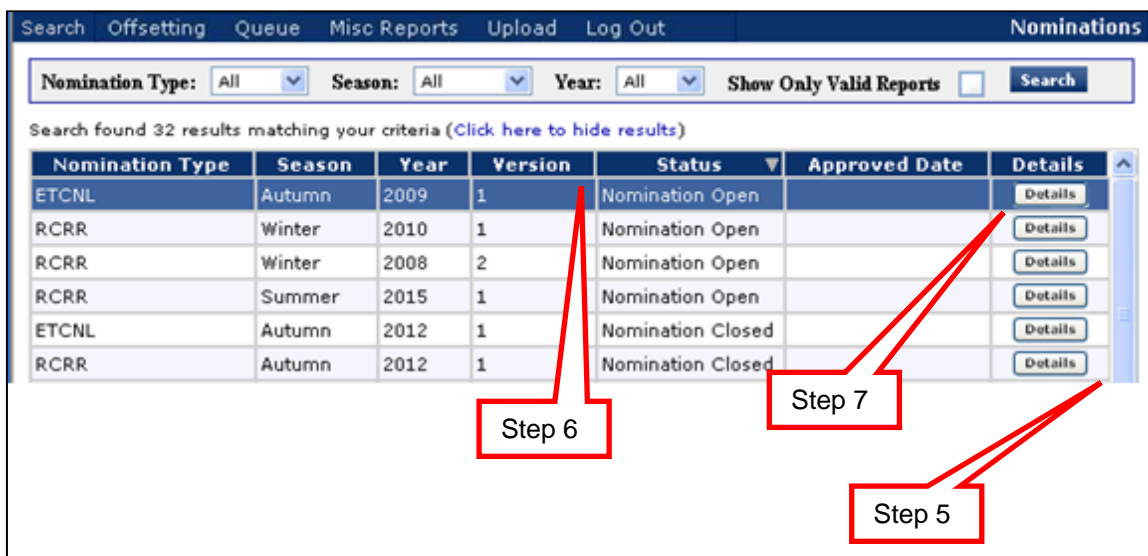 Search Offsetting Queue Misc Reports Upload Log Out Nominations
Nomination Type: All Season: All Year: All Show Only Valid Reports Search
Search found 32 results matching your criteria (Click here to hide results)
Nomination Type Season Year Version Status Approved Date Details
ETCNL Autumn 2009 1 Nomination Open Details
RCRR Winter 2010 1 Nomination Open Details
RCRR Winter 2008 2 Nomination Open Details
RCRR Summer 2015 1 Nomination Open Details
ETCNL Autumn 2012 1 Nomination Closed Details
RCRR Autumn 2012 1 Nomination Closed Details
Step 7
Step 6
Step 5